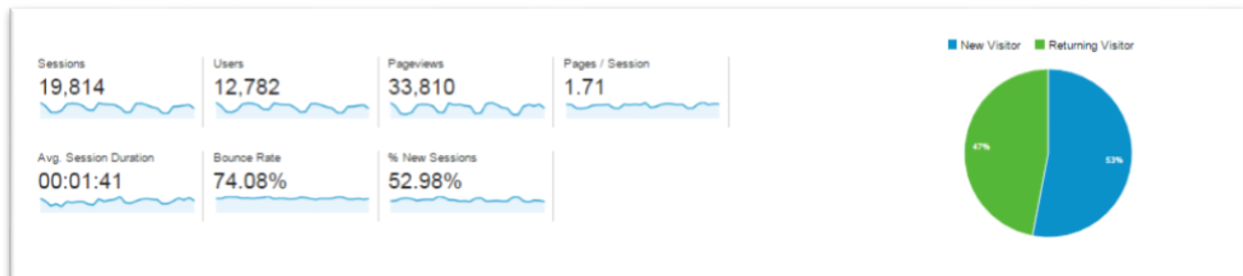 New Visitor Returning Visitor
Sessions Users Pageviews Pages / Session
19,814 12,782 33,810 1.71
47% 53%
Avg. Session Duration Bounce Rate % New Sessions
00:01:41 74.08% 52.98%